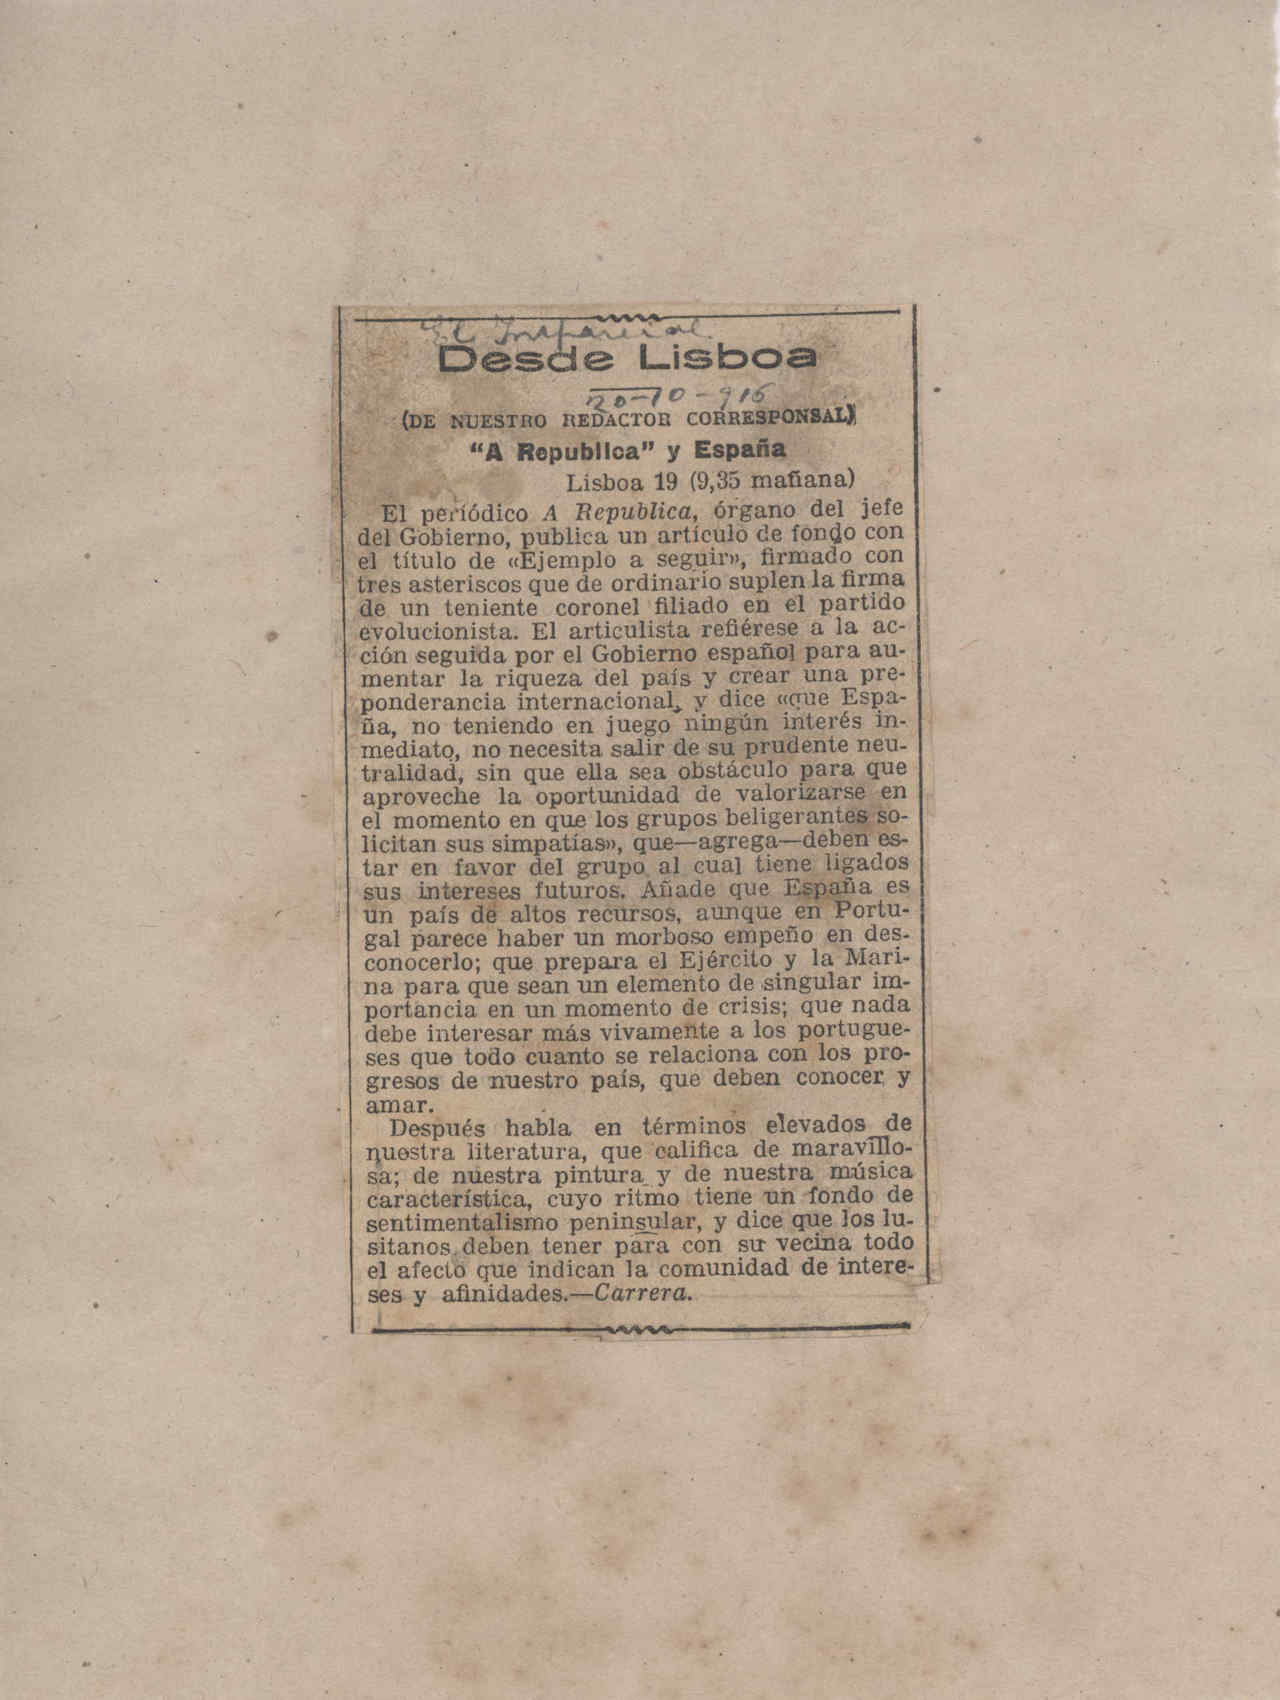 El Imparcial
Desde Lisboa
20-10-916
(DE NUESTRO REDACTOR CORRESPONSAL)
"A Republica" y España
Lisboa 19 (9,35 mañana)
El periódico A Republica, órgano del jefe
del Gobierno, publica un artículo de fondo con
el título de «Ejemplo a seguir», firmado con
tres asteriscos que de ordinario suplen la firma
de un teniente coronel filiado en el partido
evolucionista. El articulista refiérese a la ac-
ción seguida por el Gobierno español para au-
mentar la riqueza del país y crear una pre-
ponderancia internacional, y dice «que Espa-
ña, no teniendo en juego ningún interés in-
mediato, no necesita salir de su prudente neu-
tralidad, sin que ella sea obstáculo para que
aproveche la oportunidad de valorizarse en
el momento en que los grupos beligerantes so-
licitan sus simpatías», que—agrega—deben es-
tar en favor del grupo al cual tiene ligados
sus intereses futuros. Añade que España es
un país de altos recursos, aunque en Portu-
gal parece haber un morboso empeño en des-
conocerlo; que prepara el Ejército y la Mari-
na para que sean un elemento de singular im-
portancia en un momento de crisis; que nada
debe interesar más vivamente a los portugue-
ses que todo cuanto se relaciona con los pro-
gresos de nuestro país, que deben conocer y
amar.
Después habla en términos elevados de
nuestra literatura, que califica de maravillo-
sa; de nuestra pintura y de nuestra música
característica, cuyo ritmo tiene un fondo de
sentimentalismo peninsular, y dice que los lu-
sitanos deben tener para con su vecina todo
el afecto que indican la comunidad de intere-
ses y afinidades.—Carrera.